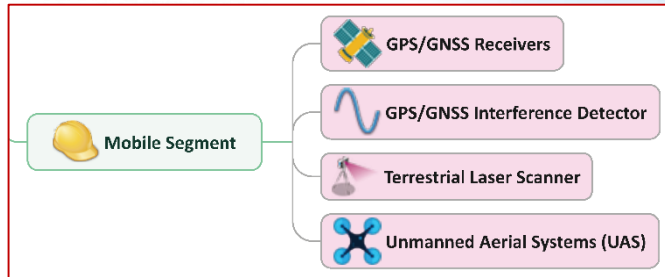 GPS/GNSS Receivers
GPS/GNSS Interference Detector
Mobile Segment
Terrestrial Laser Scanner
Unmanned Aerial Systems (UAS)